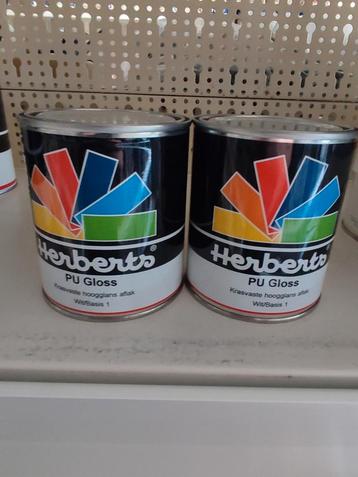 Herberts®
PU Gloss
Krasvaste hoogglans aflak
Wit/Basis 1
Herberts®
PU Gloss
Krasvaste hoogglans aflak
Wit/Basis 1